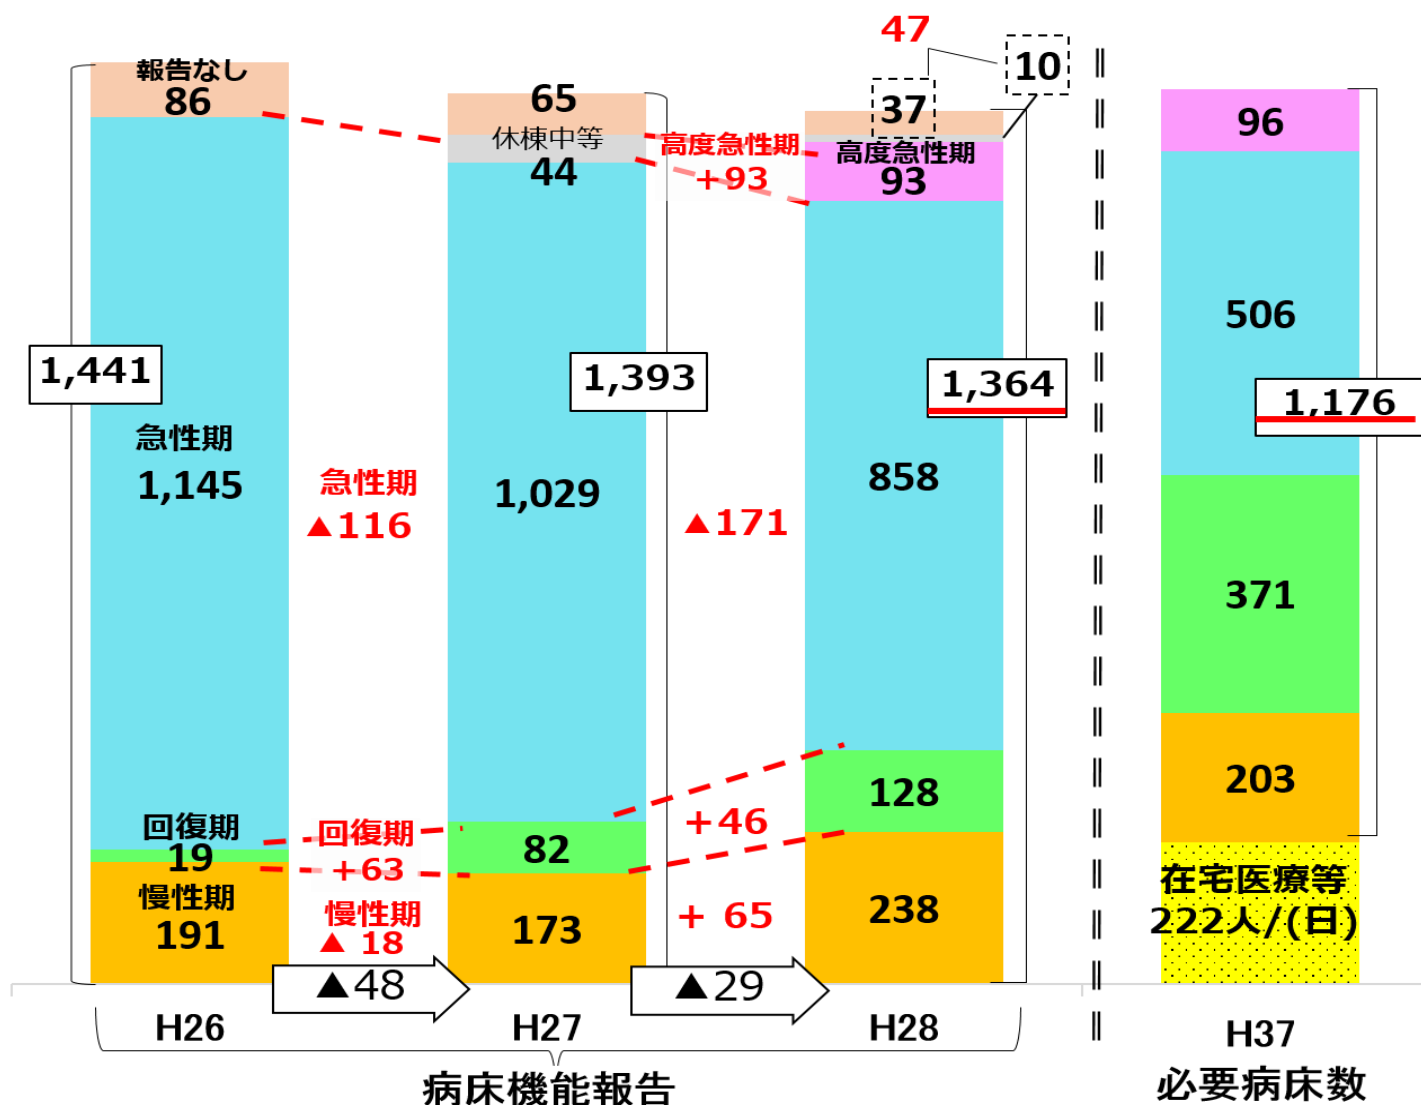 報告なし
86
1,441
急性期
1,145
回復期
19
慢性期
191
急性期
▲116
回復期
+63
慢性期
▲ 18
▲48
65
休棟中等
44
1,393
1,029
82
173
高度急性期
+93
▲171
+46
+ 65
▲29
47
37
10
高度急性期
93
1,364
858
128
238
96
506
1,176
371
203
在宅医療等
222人/(日)
H26
H27
H28
H37
病床機能報告
必要病床数